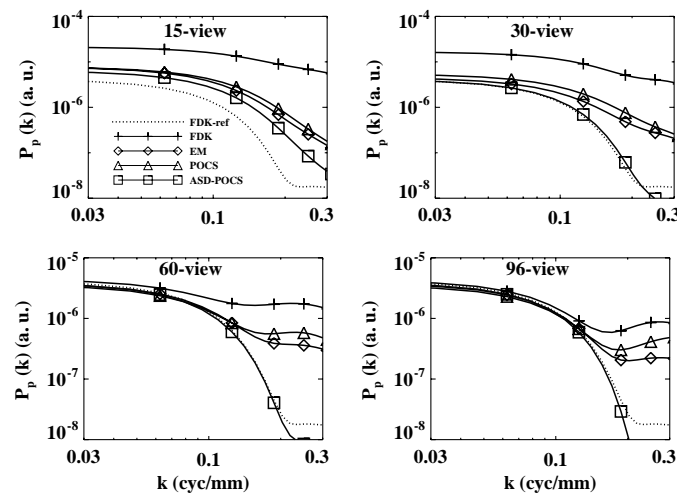 15-view
30-view
P_p (k) (a. u.)
10^-4
10^-6
10^-8
FDK-ref
FDK
EM
POCS
ASD-POCS
0.03
0.1
0.3
P_p (k) (a. u.)
10^-4
10^-6
10^-8
0.03
0.1
0.3
60-view
96-view
P_p (k) (a. u.)
10^-5
10^-6
10^-7
10^-8
0.03
0.1
0.3
k (cyc/mm)
P_p (k) (a. u.)
10^-5
10^-6
10^-7
10^-8
0.03
0.1
0.3
k (cyc/mm)